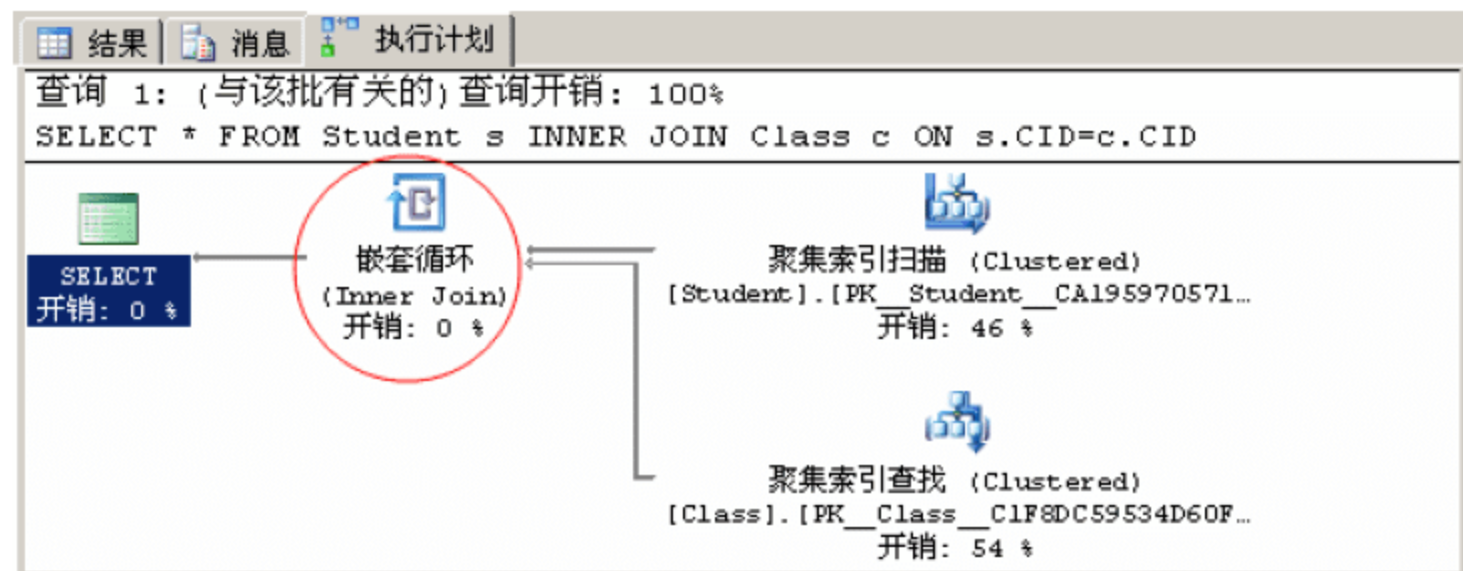 结果 消息 执行计划
查询 1: (与该批有关的)查询开销: 100%
SELECT * FROM Student s INNER JOIN Class c ON s.CID=c.CID
SELECT
开销: 0 %
嵌套循环
(Inner Join)
开销: 0 %
聚集索引扫描 (Clustered)
[Student].[PK__Student__CA19597057l…
开销: 46 %
聚集索引查找 (Clustered)
[Class].[PK__Class__C1F8DC59534D60F…
开销: 54 %